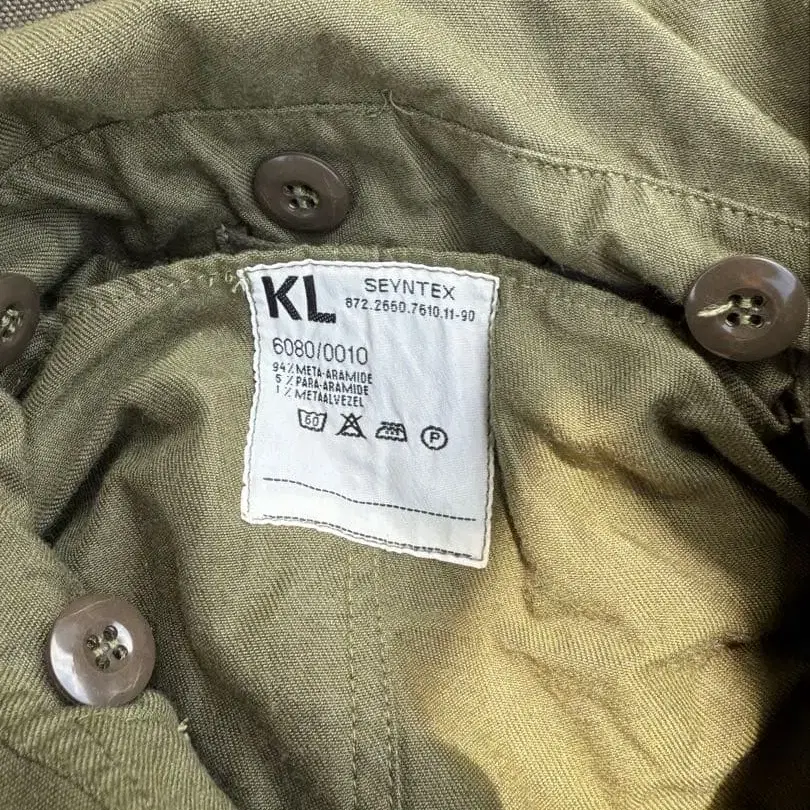 KL SEYNTEX
872.2650.7610.11-90
6080/0010
94% META-ARAMIDE
5% PARA-ARAMIDE
1% METAALVEZEL
60 P